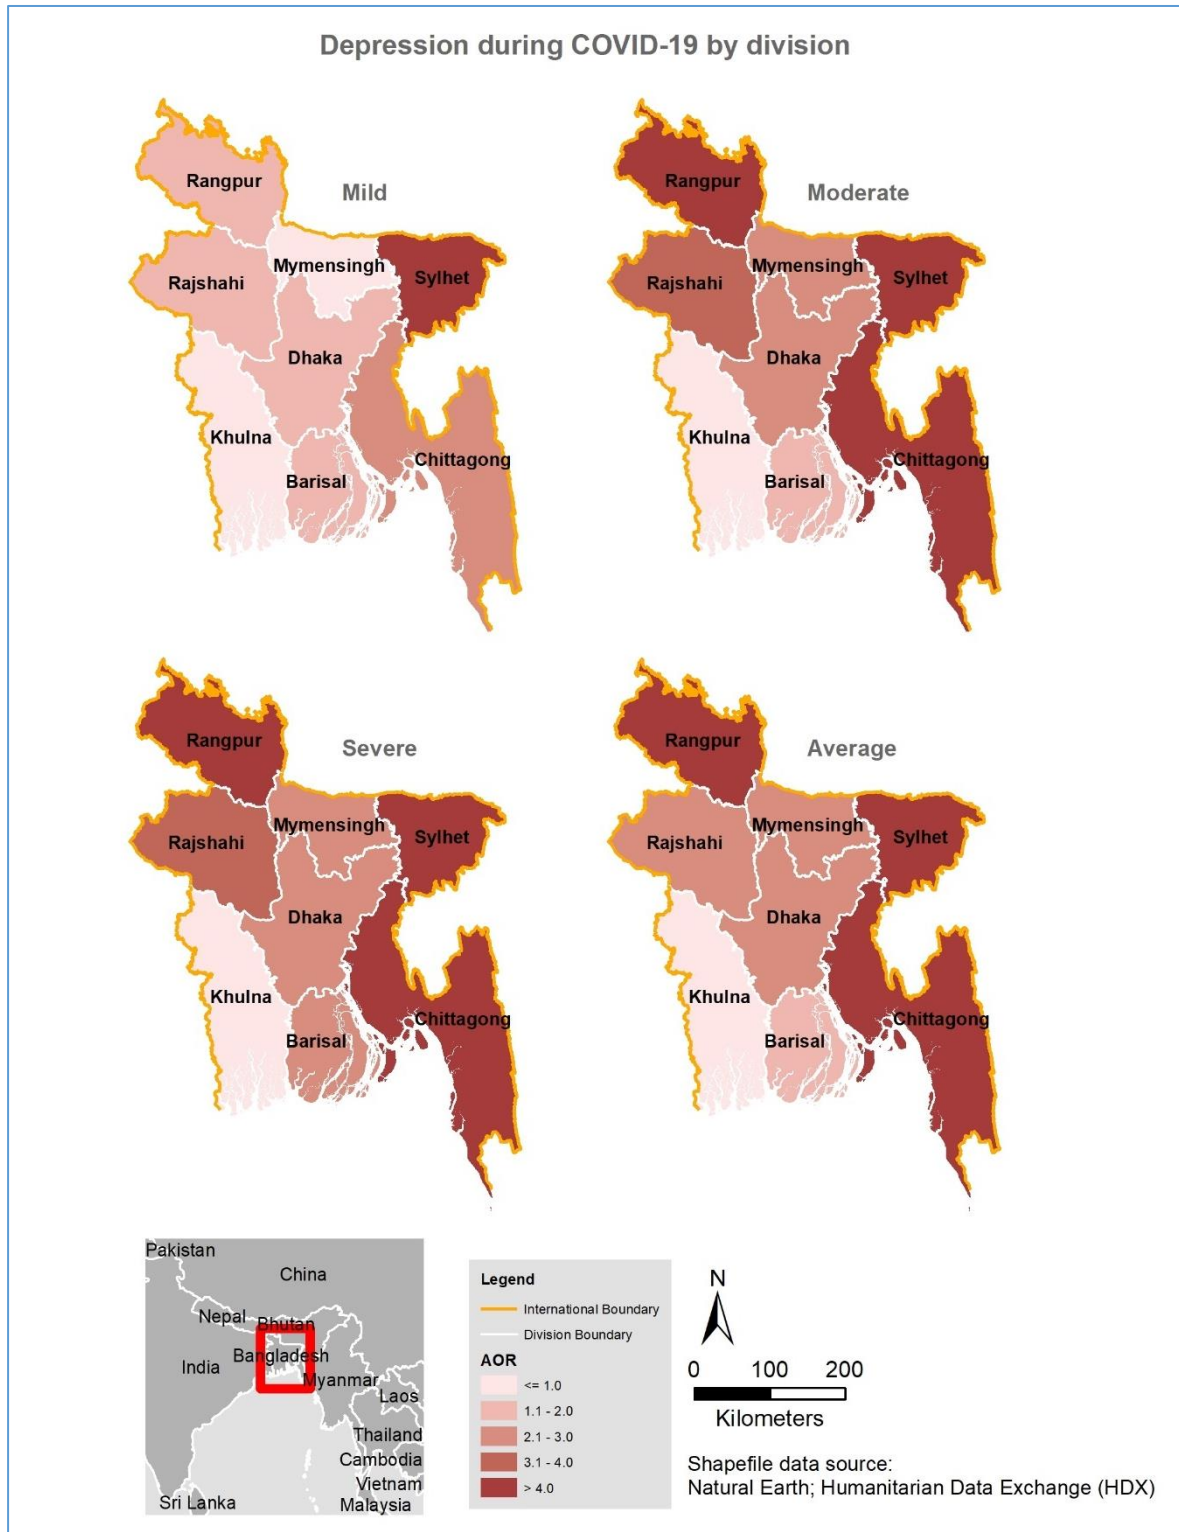 Depression during COVID-19 by division
Mild
Rangpur
Rajshahi
Mymensingh
Sylhet
Dhaka
Khulna
Barisal
Chittagong
Moderate
Rangpur
Rajshahi
Mymensingh
Sylhet
Dhaka
Khulna
Barisal
Chittagong
Severe
Rangpur
Rajshahi
Mymensingh
Sylhet
Dhaka
Khulna
Barisal
Chittagong
Average
Rangpur
Rajshahi
Mymensingh
Sylhet
Dhaka
Khulna
Barisal
Chittagong
Pakistan
China
Nepal
Bhutan
Bangladesh
India
Myanmar
Laos
Thailand
Cambodia
Vietnam
Sri Lanka
Malaysia
Legend
International Boundary
Division Boundary
AOR
<= 1.0
1.1 - 2.0
2.1 - 3.0
3.1 - 4.0
> 4.0
N
0 100 200
Kilometers
Shapefile data source:
Natural Earth; Humanitarian Data Exchange (HDX)